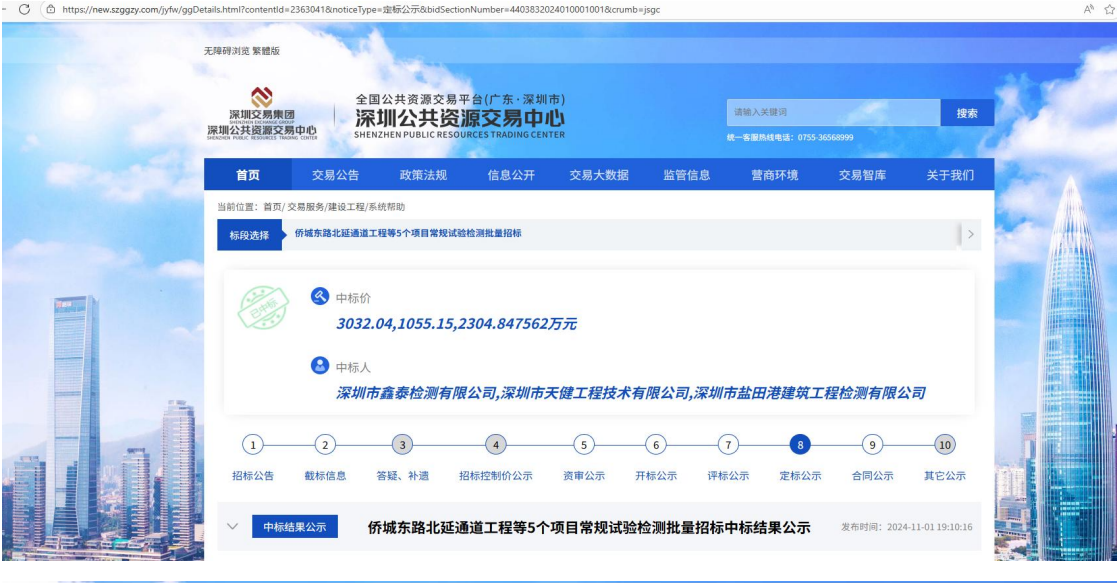 https://new.szggzy.com/jyfw/ggDetails.html?contentId=2363041&noticeType=定标公示&bidSectionNumber=4403832024010001001&crumb=jsgc
无障碍浏览 繁體版
深圳交易集团
SHENZHEN EXCHANGE GROUP
深圳公共资源交易中心
SHENZHEN PUBLIC RESOURCES TRADING CENTER
全国公共资源交易平台(广东·深圳市)
深圳公共资源交易中心
SHENZHEN PUBLIC RESOURCES TRADING CENTER
请输入关键词
搜索
统一客服热线电话：0755-36568999
首页 交易公告 政策法规 信息公开 交易大数据 监管信息 营商环境 交易智库 关于我们
当前位置：首页/ 交易服务/建设工程/系统帮助
标段选择 侨城东路北延通道工程等5个项目常规试验检测批量招标
已中标
中标价
3032.04,1055.15,2304.847562万元
中标人
深圳市鑫泰检测有限公司,深圳市天健工程技术有限公司,深圳市盐田港建筑工程检测有限公司
1 2 3 4 5 6 7 8 9 10
招标公告 截标信息 答疑、补遗 招标控制价公示 资审公示 开标公示 评标公示 定标公示 合同公示 其它公示
中标结果公示 侨城东路北延通道工程等5个项目常规试验检测批量招标中标结果公示 发布时间：2024-11-01 19:10:16